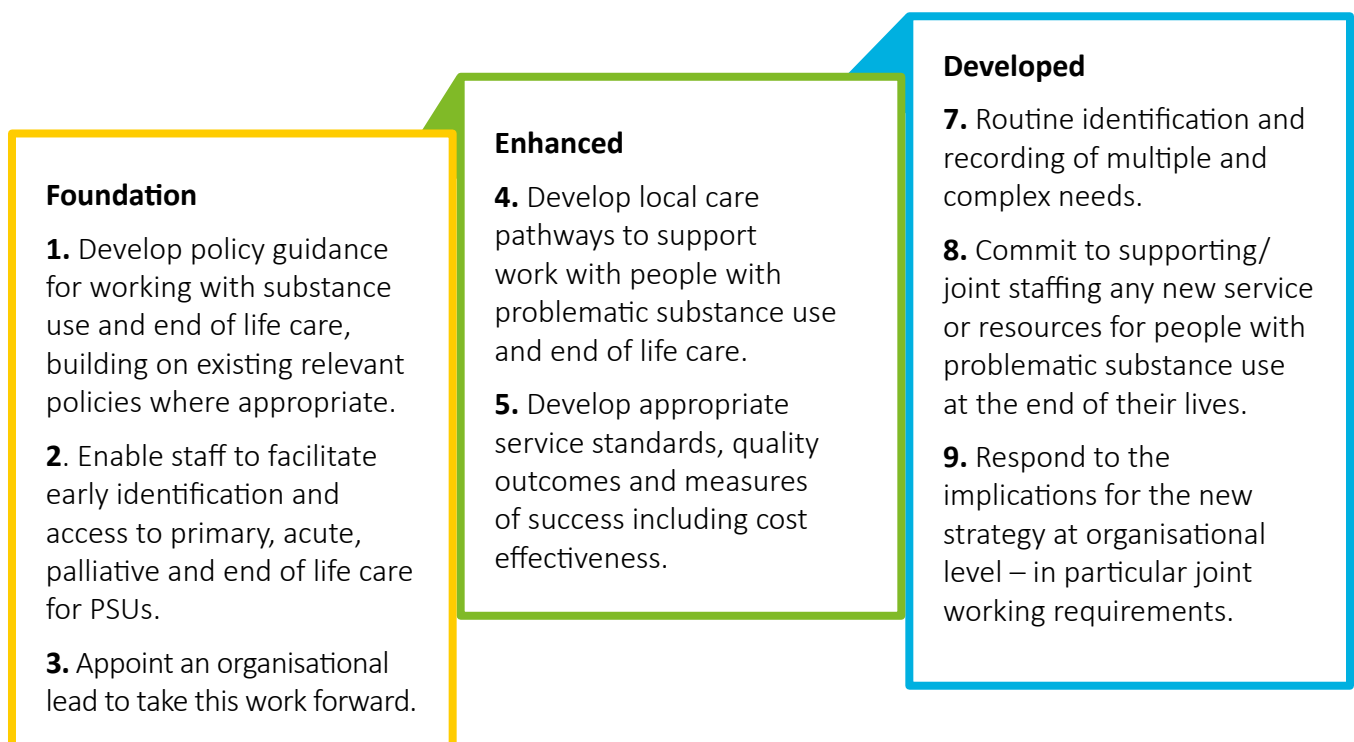 Foundation
1. Develop policy guidance
for working with substance
use and end of life care,
building on existing relevant
policies where appropriate.
2. Enable staff to facilitate
early identification and
access to primary, acute,
palliative and end of life care
for PSUs.
3. Appoint an organisational
lead to take this work forward.
Enhanced
4. Develop local care
pathways to support
work with people with
problematic substance use
and end of life care.
5. Develop appropriate
service standards, quality
outcomes and measures
of success including cost
effectiveness.
Developed
7. Routine identification and
recording of multiple and
complex needs.
8. Commit to supporting/
joint staffing any new service
or resources for people with
problematic substance use
at the end of their lives.
9. Respond to the
implications for the new
strategy at organisational
level – in particular joint
working requirements.